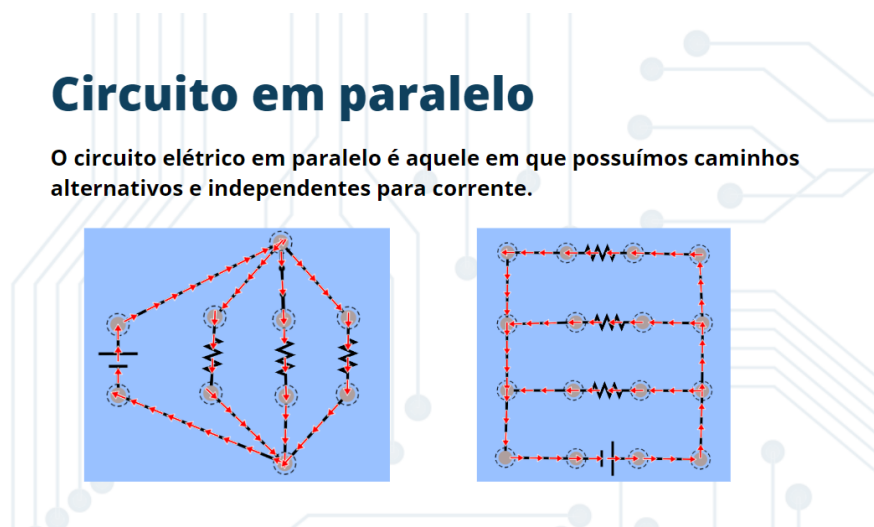 Circuito em paralelo
O circuito elétrico em paralelo é aquele em que possuímos caminhos
alternativos e independentes para corrente.